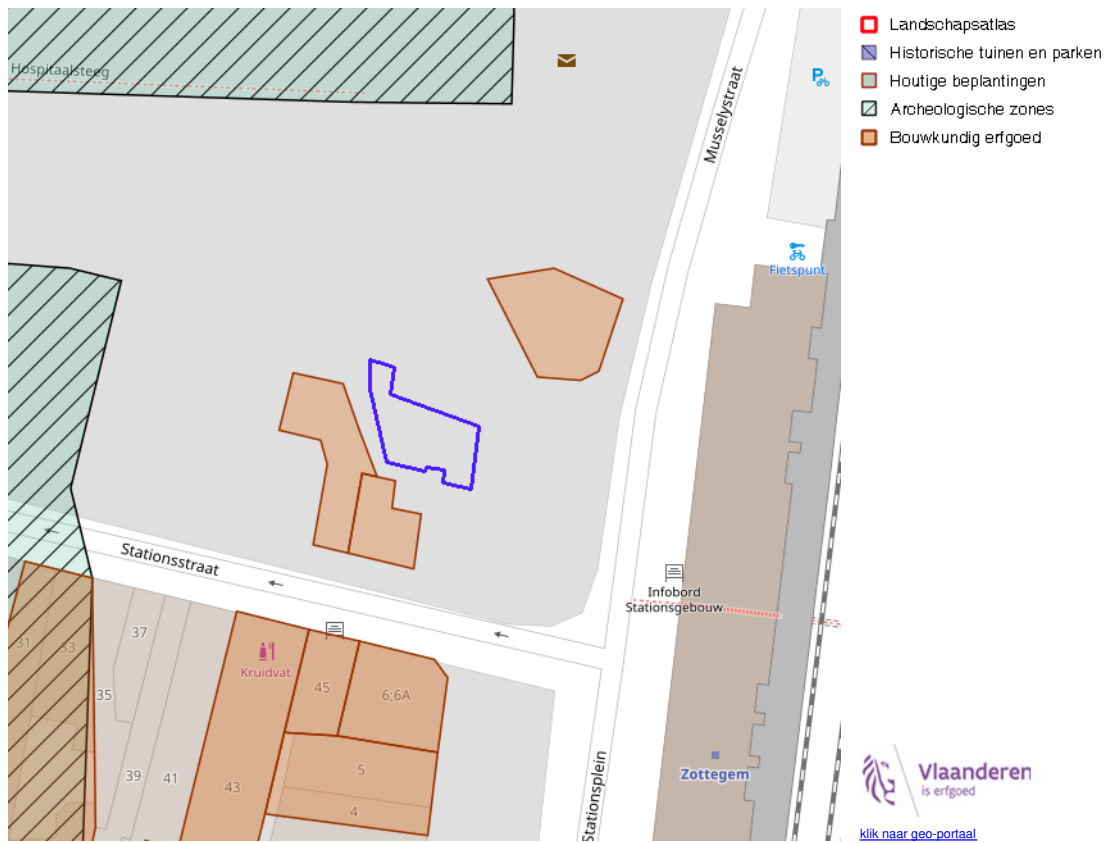 Hospitaalsteeg
Musselystraat
P
Fietspunt
Stationsstraat
Infobord
Stationsgebouw
31
33
35
37
39
41
43
Kruidvat
45
6;6A
5
4
Stationsplein
Zottegem
Landschapsatlas
Historische tuinen en parken
Houtige beplantingen
Archeologische zones
Bouwkundig erfgoed
Vlaanderen
is erfgoed
klik naar geo-portaal